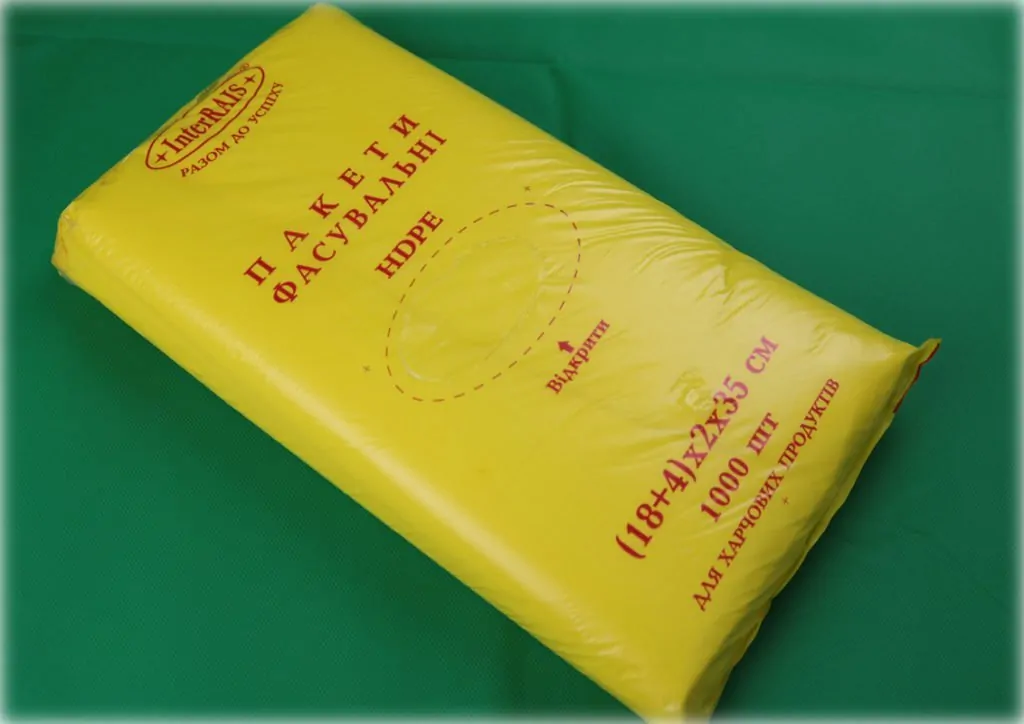 InterRAIS
®
РАЗОМ ДО УСПІХУ
ПАКЕТИ
ФАСУВАЛЬНІ
HDPE
Відкрити
(18+4)х2х35 см
1000 шт
ДЛЯ ХАРЧОВИХ ПРОДУКТІВ